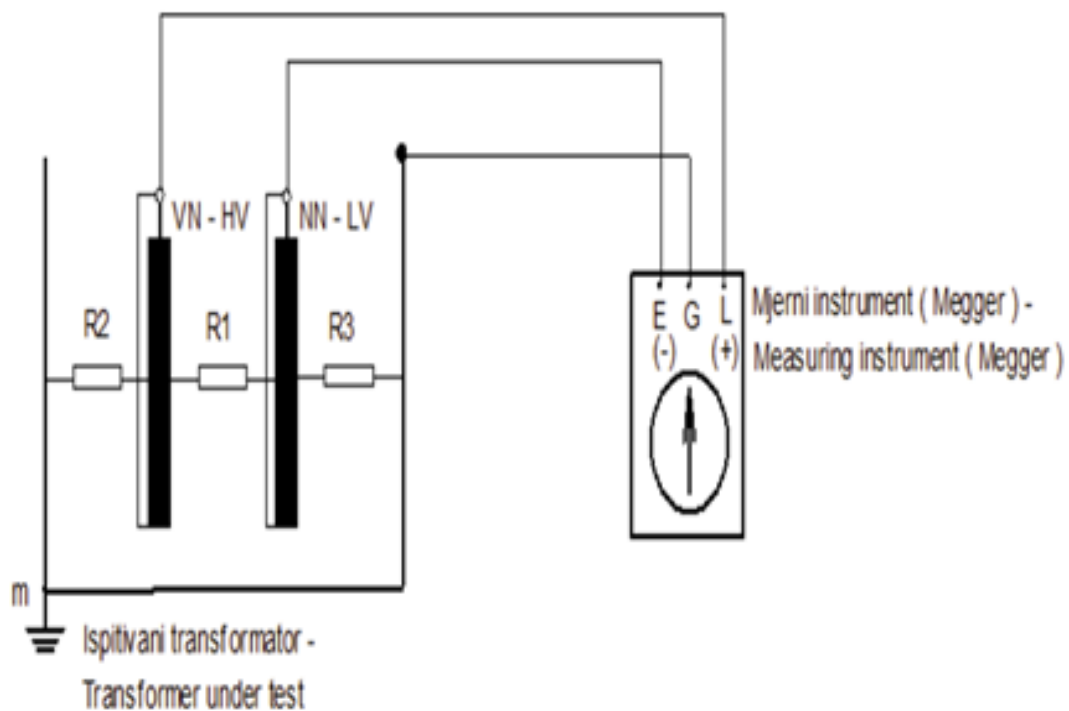 VN - HV
NN - LV
R2
R1
R3
E G L
(-) (+)
Mjerni instrument ( Megger ) -
Measuring instrument ( Megger )
m
Ispitivani transformator -
Transformer under test